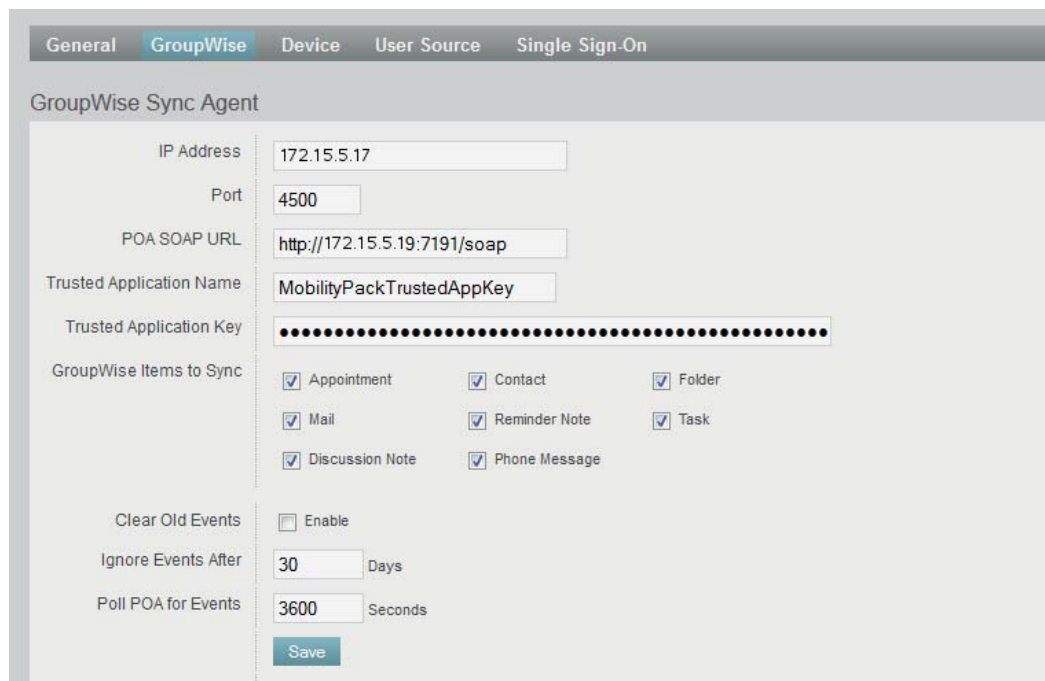 General GroupWise Device User Source Single Sign-On
GroupWise Sync Agent
IP Address 172.15.5.17
Port 4500
POA SOAP URL http://172.15.5.19:7191/soap
Trusted Application Name MobilityPackTrustedAppKey
Trusted Application Key
GroupWise Items to Sync Appointment Contact Folder
Mail Reminder Note Task
Discussion Note Phone Message
Clear Old Events Enable
Ignore Events After 30 Days
Poll POA for Events 3600 Seconds
Save